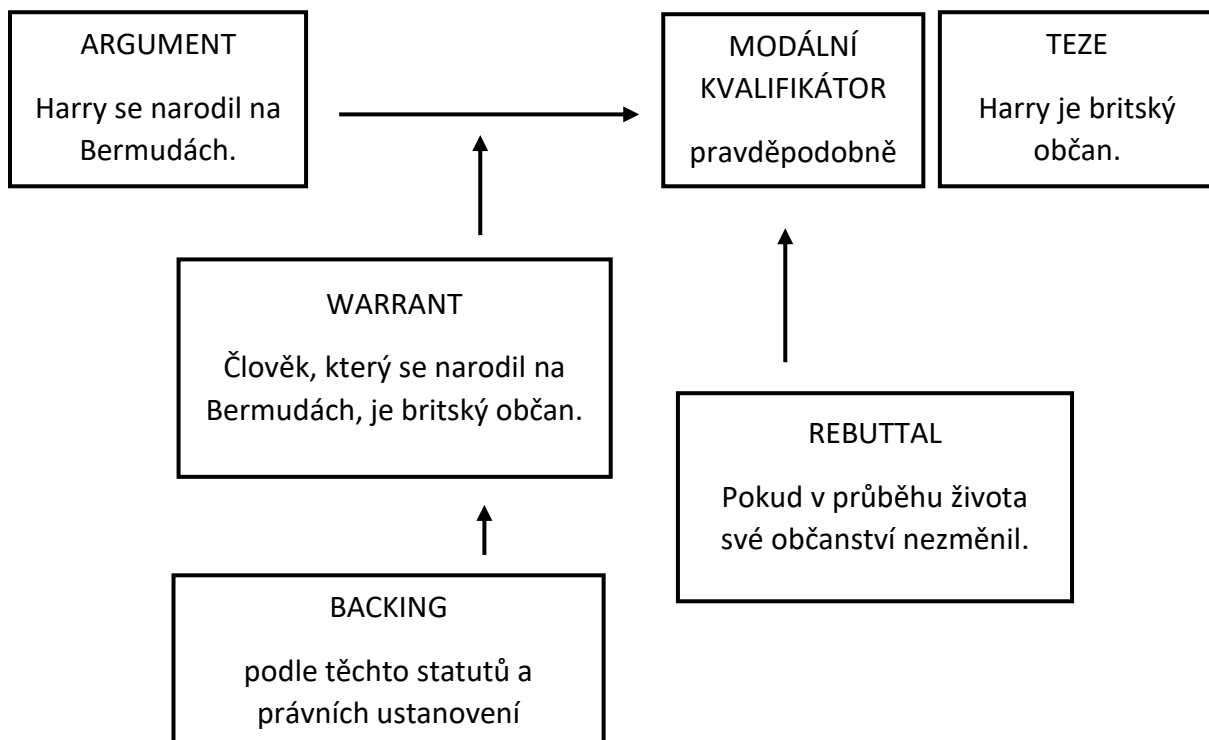 ARGUMENT
Harry se narodil na
Bermudách.
MODÁLNÍ
KVALIFIKÁTOR
pravděpodobně
TEZE
Harry je britský
občan.
WARRANT
Člověk, který se narodil na
Bermudách, je britský občan.
REBUTTAL
Pokud v průběhu života
své občanství nezměnil.
BACKING
podle těchto statutů a
právních ustanovení